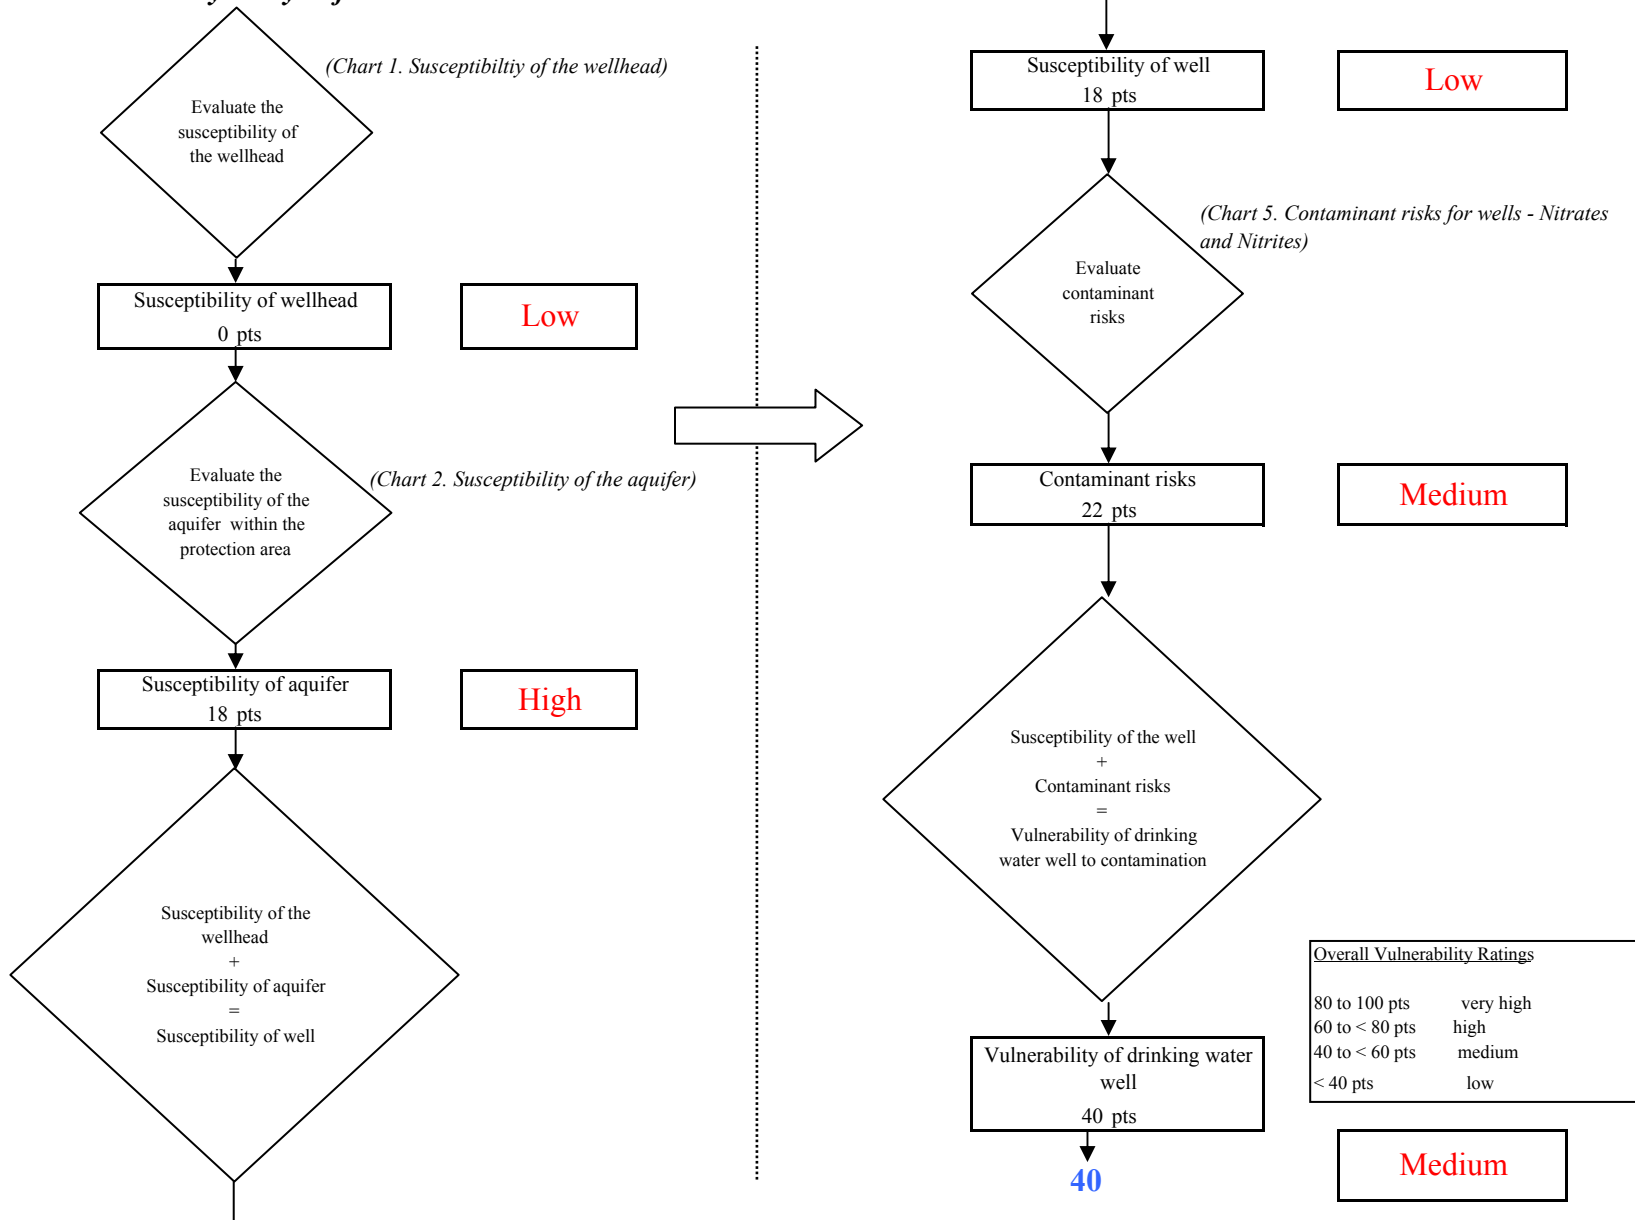 (Chart 1. Susceptibiltiy of the wellhead)
Evaluate the
susceptibility of
the wellhead
Susceptibility of wellhead
0 pts
Low
Evaluate the
susceptibility of the
aquifer within the
protection area
(Chart 2. Susceptibility of the aquifer)
Susceptibility of aquifer
18 pts
High
Susceptibility of the
wellhead
+
Susceptibility of aquifer
=
Susceptibility of well
Susceptibility of well
18 pts
Low
(Chart 5. Contaminant risks for wells - Nitrates
and Nitrites)
Evaluate
contaminant
risks
Contaminant risks
22 pts
Medium
Susceptibility of the well
+
Contaminant risks
=
Vulnerability of drinking
water well to contamination
Overall Vulnerability Ratings
80 to 100 pts very high
60 to < 80 pts high
40 to < 60 pts medium
< 40 pts low
Vulnerability of drinking water
well
40 pts
40
Medium